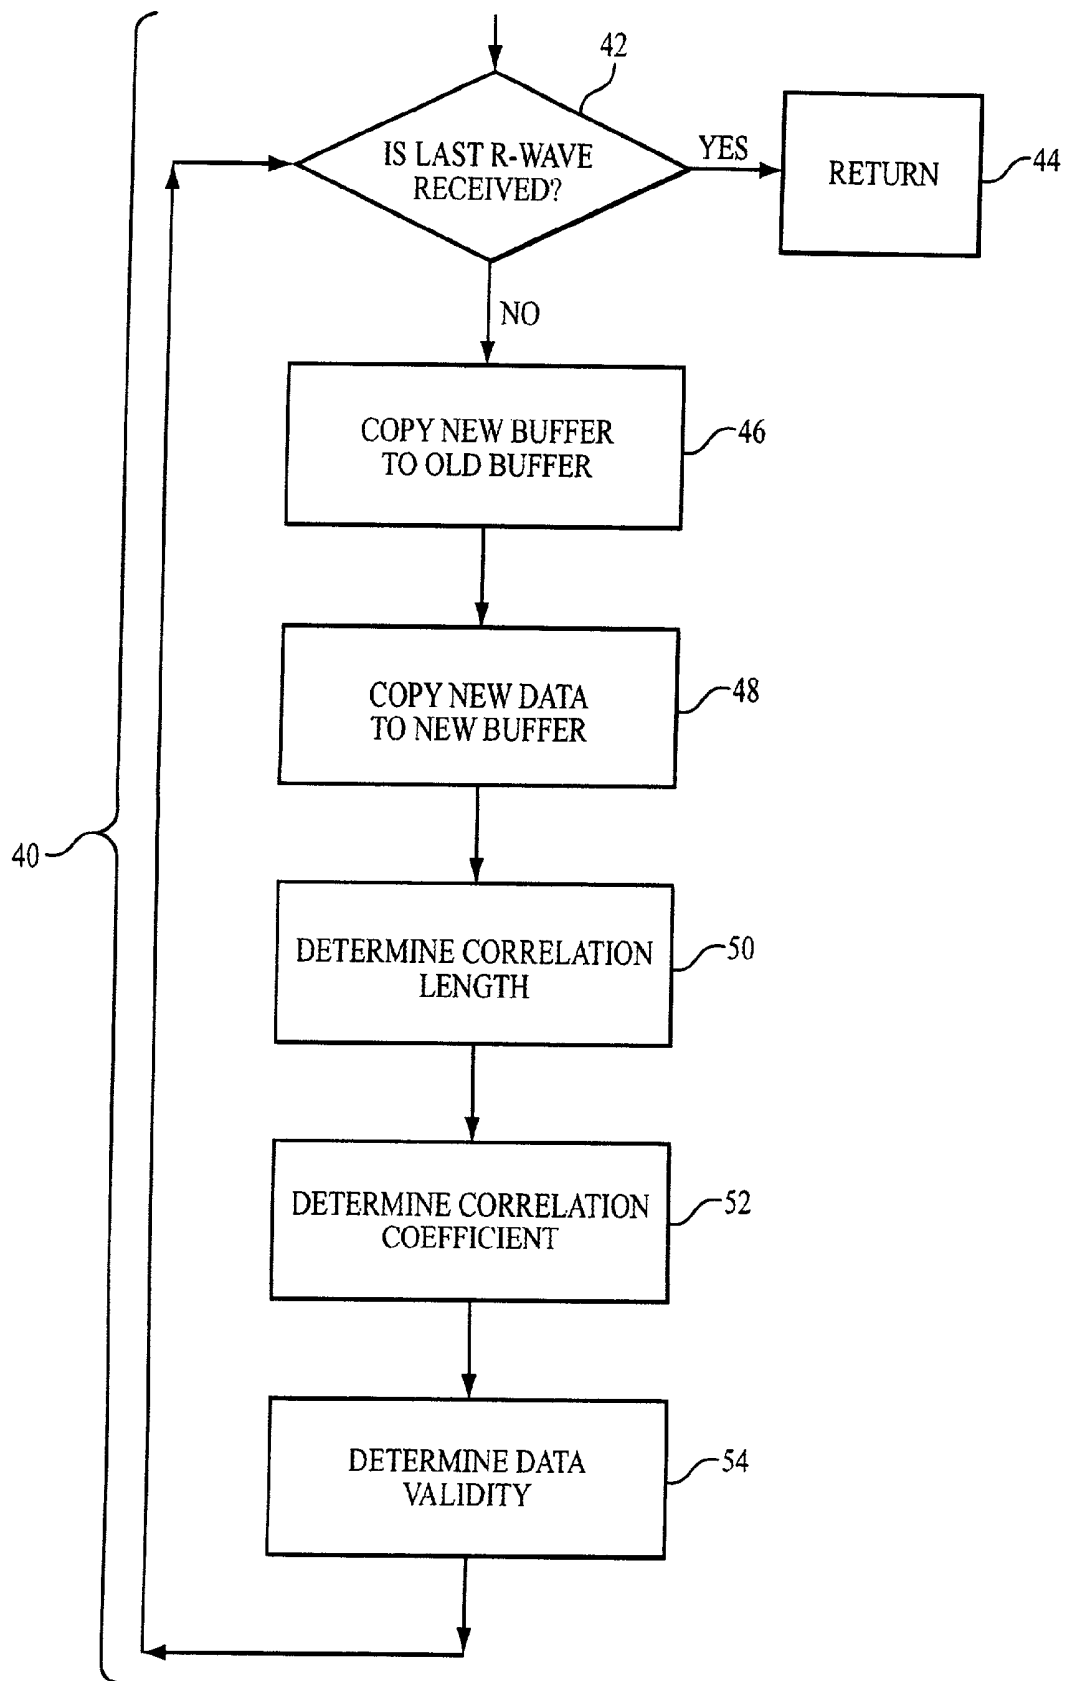 42
IS LAST R-WAVE
RECEIVED?
YES
RETURN
44
NO
COPY NEW BUFFER
TO OLD BUFFER
46
COPY NEW DATA
TO NEW BUFFER
48
40
DETERMINE CORRELATION
LENGTH
50
DETERMINE CORRELATION
COEFFICIENT
52
DETERMINE DATA
VALIDITY
54